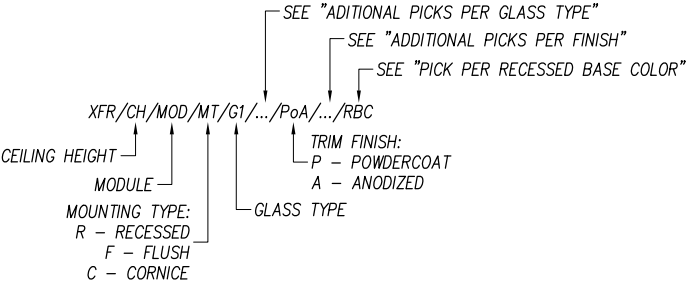 SEE "ADITIONAL PICKS PER GLASS TYPE"
SEE "ADDITIONAL PICKS PER FINISH"
SEE "PICK PER RECESSED BASE COLOR"
XFR/CH/MOD/MT/G1/.../PoA/.../RBC
CEILING HEIGHT
MODULE
MOUNTING TYPE:
R – RECESSED
F – FLUSH
C – CORNICE
GLASS TYPE
TRIM FINISH:
P – POWDERCOAT
A – ANODIZED